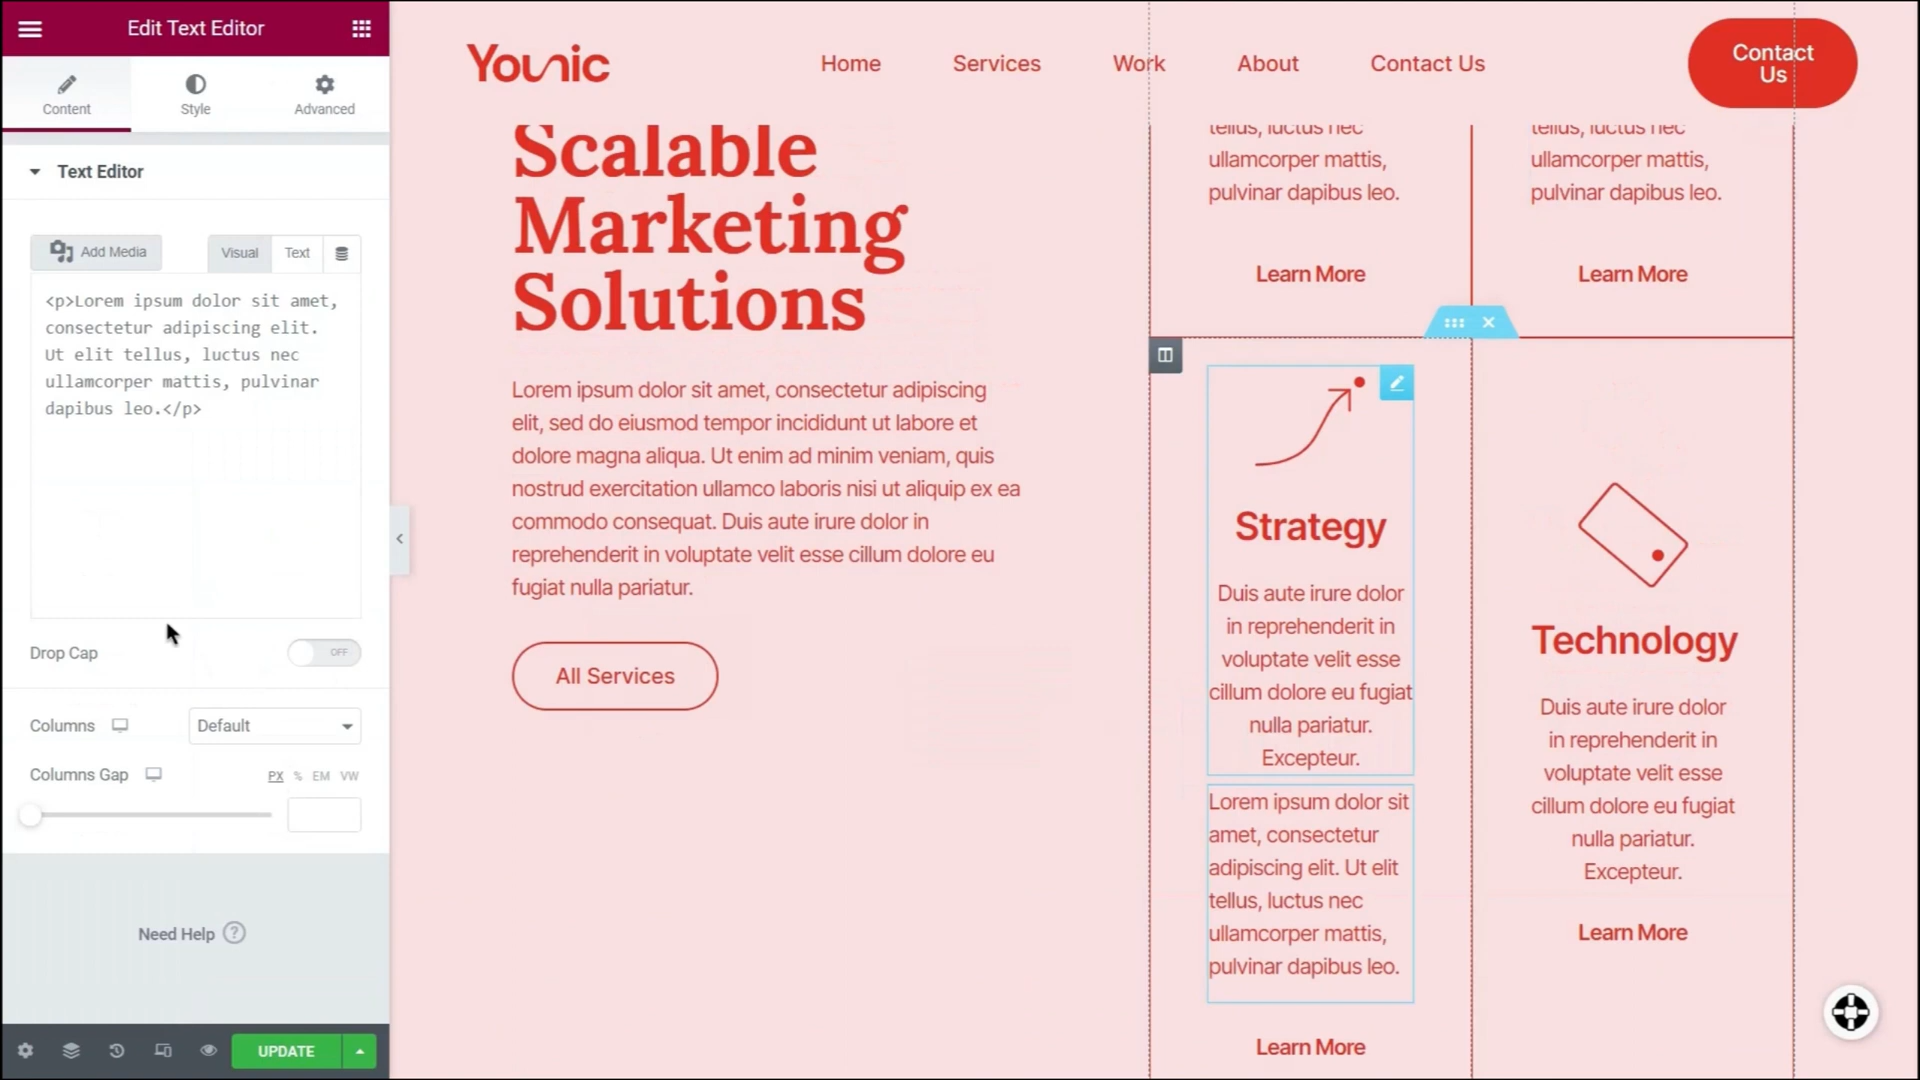 Edit Text Editor
Content
Style
Advanced
Text Editor
Add Media
Visual
Text
<p>Lorem ipsum dolor sit amet,
consectetur adipiscing elit.
Ut elit tellus, luctus nec
ullamcorper mattis, pulvinar
dapibus leo.</p>
Drop Cap
OFF
Columns
Default
Columns Gap
PX % EM VW
Need Help
UPDATE
Younic
Home
Services
Work
About
Contact Us
Contact
Us
Scalable
Marketing
Solutions
Lorem ipsum dolor sit amet, consectetur adipiscing
elit, sed do eiusmod tempor incididunt ut labore et
dolore magna aliqua. Ut enim ad minim veniam, quis
nostrud exercitation ullamco laboris nisi ut aliquip ex ea
commodo consequat. Duis aute irure dolor in
reprehenderit in voluptate velit esse cillum dolore eu
fugiat nulla pariatur.
All Services
tellus, luctus nec
ullamcorper mattis,
pulvinar dapibus leo.
Learn More
tellus, luctus nec
ullamcorper mattis,
pulvinar dapibus leo.
Learn More
Strategy
Duis aute irure dolor
in reprehenderit in
voluptate velit esse
cillum dolore eu fugiat
nulla pariatur.
Excepteur.
Lorem ipsum dolor sit
amet, consectetur
adipiscing elit. Ut elit
tellus, luctus nec
ullamcorper mattis,
pulvinar dapibus leo.
Learn More
Technology
Duis aute irure dolor
in reprehenderit in
voluptate velit esse
cillum dolore eu fugiat
nulla pariatur.
Excepteur.
Learn More